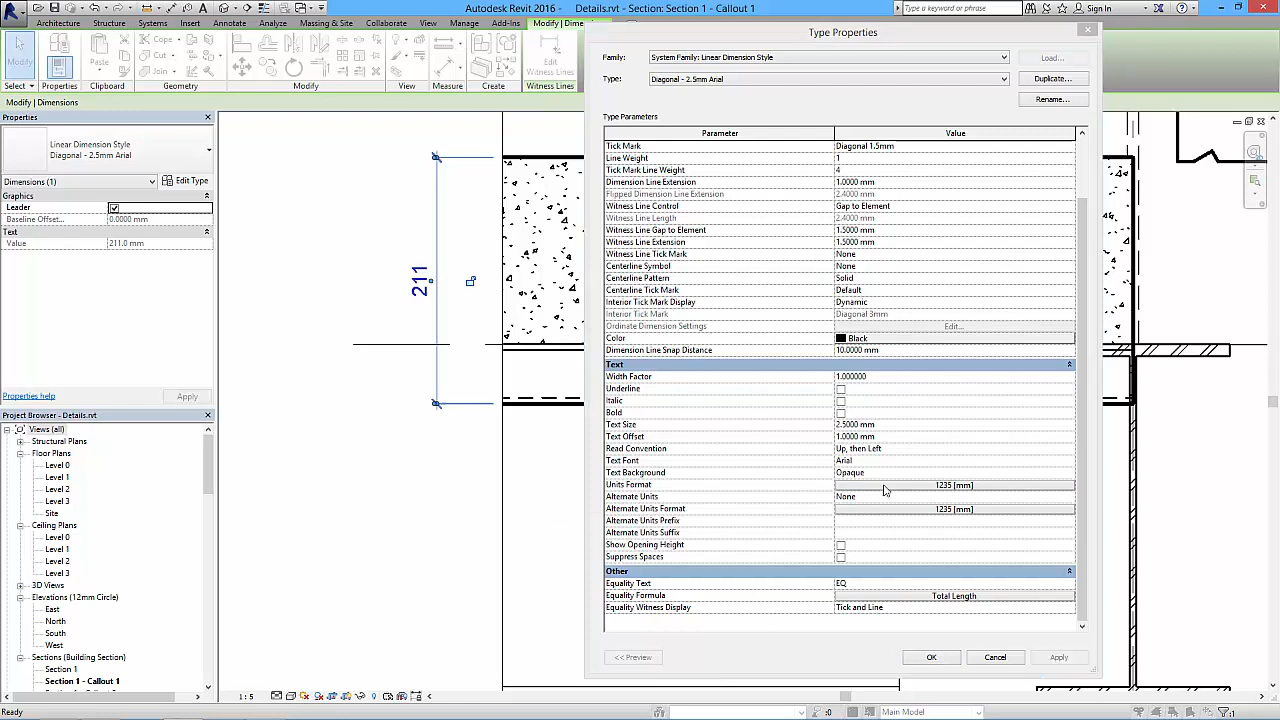 Autodesk Revit 2016 - Details.rvt - Section: Section 1 - Callout 1
Type a keyword or phrase
Sign In
Architecture Structure Systems Insert Annotate Analyze Massing & Site Collaborate View Manage Add-Ins Modify | Dimensions
Modify
Paste
Cope
Cut
Join
Edit
Witness Lines
Select Properties Clipboard Geometry Modify View Measure Create Witness Lines
Modify | Dimensions
Properties
Linear Dimension Style
Diagonal - 2.5mm Arial
Dimensions (1)
Edit Type
Graphics
Leader
Baseline Offset... 0.0000 mm
Text
Value 211.0 mm
Properties help
Apply
Project Browser - Details.rvt
Views (all)
Structural Plans
Floor Plans
Level 0
Level 1
Level 2
Level 3
Site
Ceiling Plans
Level 0
Level 1
Level 2
Level 3
3D Views
Elevations (12mm Circle)
East
North
South
West
Sections (Building Section)
Section 1
Section 1 - Callout 1
211
Type Properties
Family: System Family: Linear Dimension Style
Load...
Type: Diagonal - 2.5mm Arial
Duplicate...
Rename...
Type Parameters
Parameter Value
Tick Mark Diagonal 1.5mm
Line Weight 1
Tick Mark Line Weight 4
Dimension Line Extension 1.0000 mm
Flipped Dimension Line Extension 2.4000 mm
Witness Line Control Gap to Element
Witness Line Length 2.4000 mm
Witness Line Gap to Element 1.5000 mm
Witness Line Extension 1.5000 mm
Witness Line Tick Mark None
Centerline Symbol None
Centerline Pattern Solid
Centerline Tick Mark Default
Interior Tick Mark Display Dynamic
Interior Tick Mark Diagonal 3mm
Ordinate Dimension Settings Edit...
Color Black
Dimension Line Snap Distance 10.0000 mm
Text
Width Factor 1.000000
Underline
Italic
Bold
Text Size 2.5000 mm
Text Offset 1.0000 mm
Read Convention Up, then Left
Text Font Arial
Text Background Opaque
Units Format 1235 [mm]
Alternate Units None
Alternate Units Format 1235 [mm]
Alternate Units Prefix
Alternate Units Suffix
Show Opening Height
Suppress Spaces
Other
Equality Text EQ
Equality Formula Total Length
Equality Witness Display Tick and Line
<< Preview OK Cancel Apply
1 : 5
Ready
:0
Main Model
:1